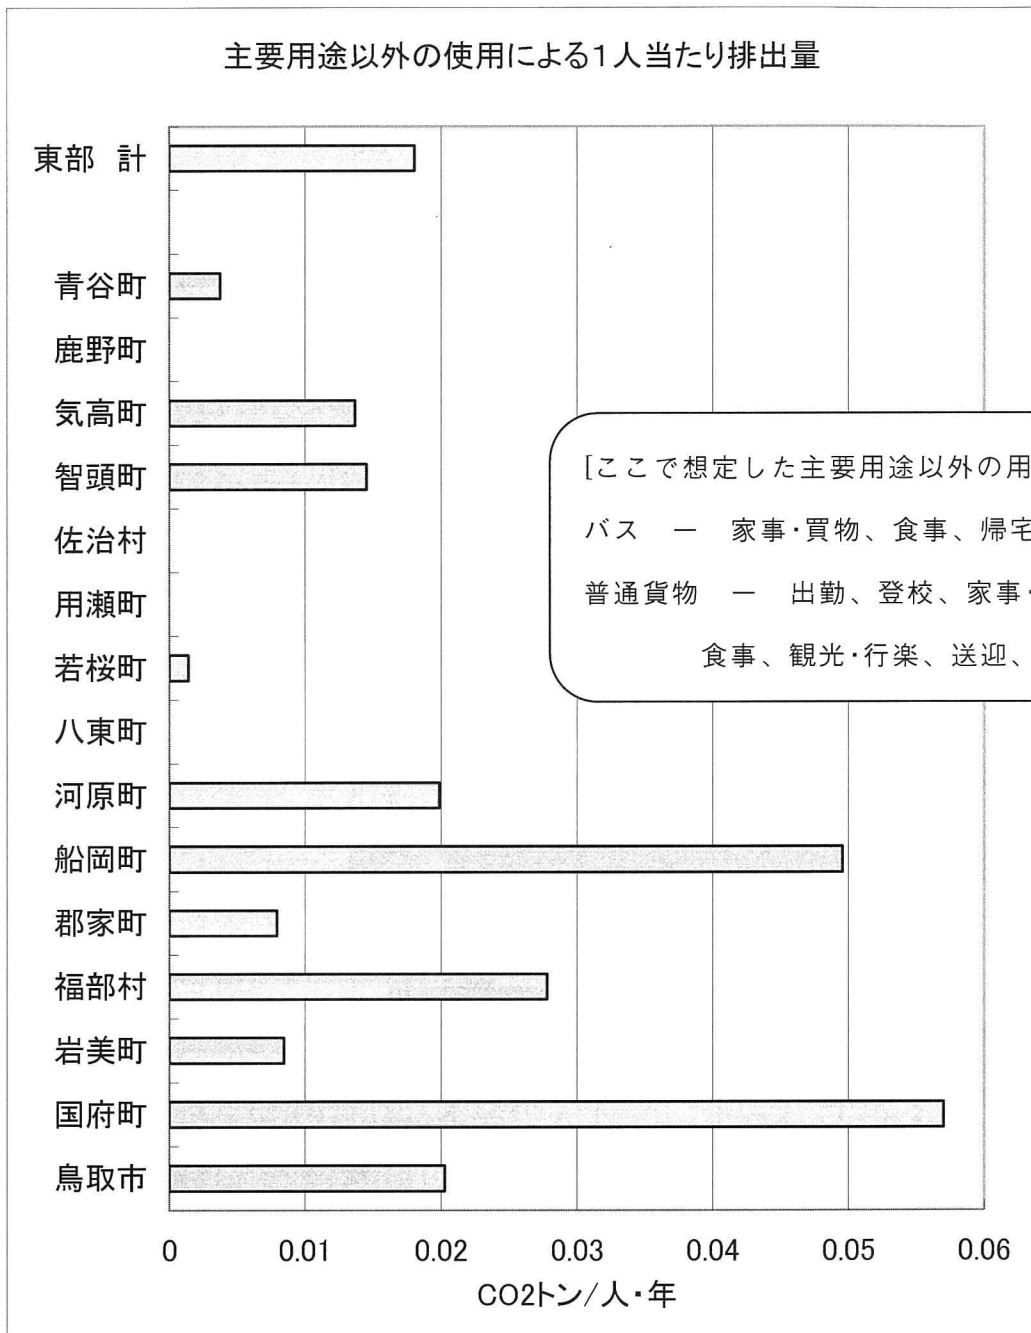 主要用途以外の使用による1人当たり排出量
東部 計
青谷町
鹿野町
気高町
智頭町
佐治村
用瀬町
若桜町
八東町
河原町
船岡町
郡家町
福部村
岩美町
国府町
鳥取市
[ここで想定した主要用途以外の用
バス ― 家事・買物、食事、帰宅
普通貨物 ― 出勤、登校、家事・
食事、観光・行楽、送迎、
0 0.01 0.02 0.03 0.04 0.05 0.06
CO2トン/人・年